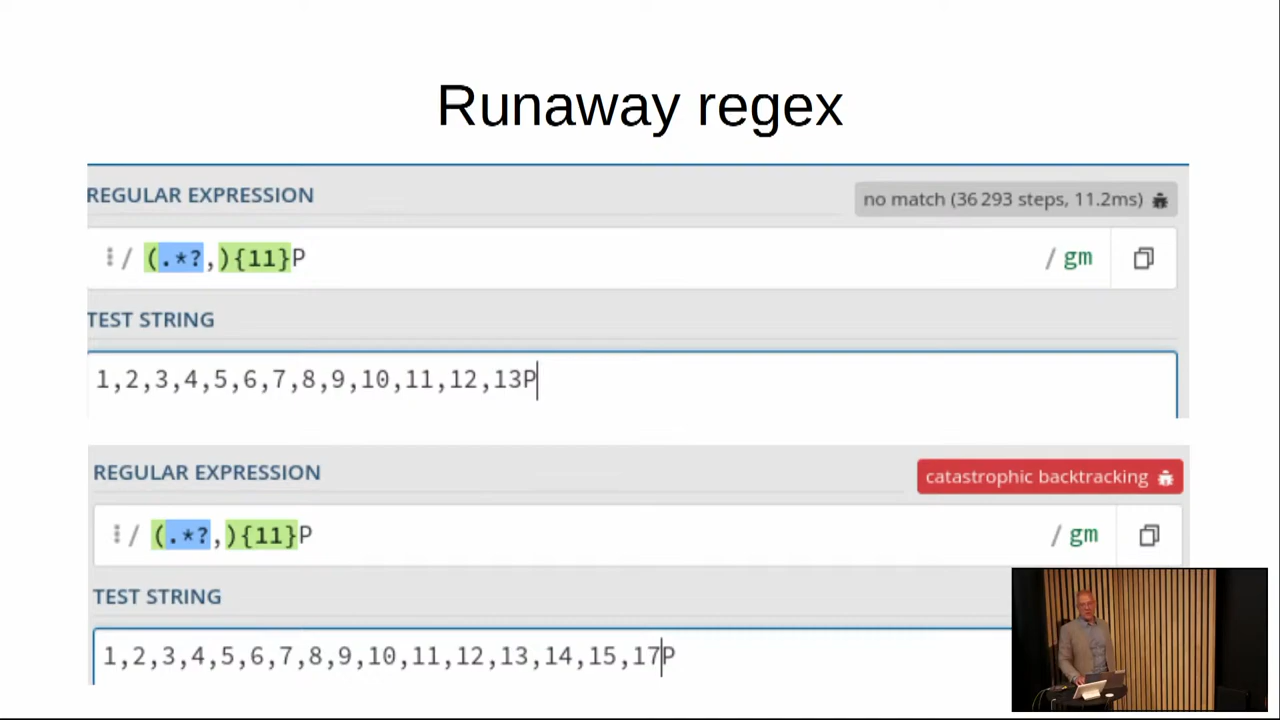 Runaway regex
REGULAR EXPRESSION
no match (36 293 steps, 11.2ms)
/ (.*?,){11}P
/ gm
TEST STRING
1,2,3,4,5,6,7,8,9,10,11,12,13P
REGULAR EXPRESSION
catastrophic backtracking
/ (.*?,){11}P
/ gm
TEST STRING
1,2,3,4,5,6,7,8,9,10,11,12,13,14,15,17P